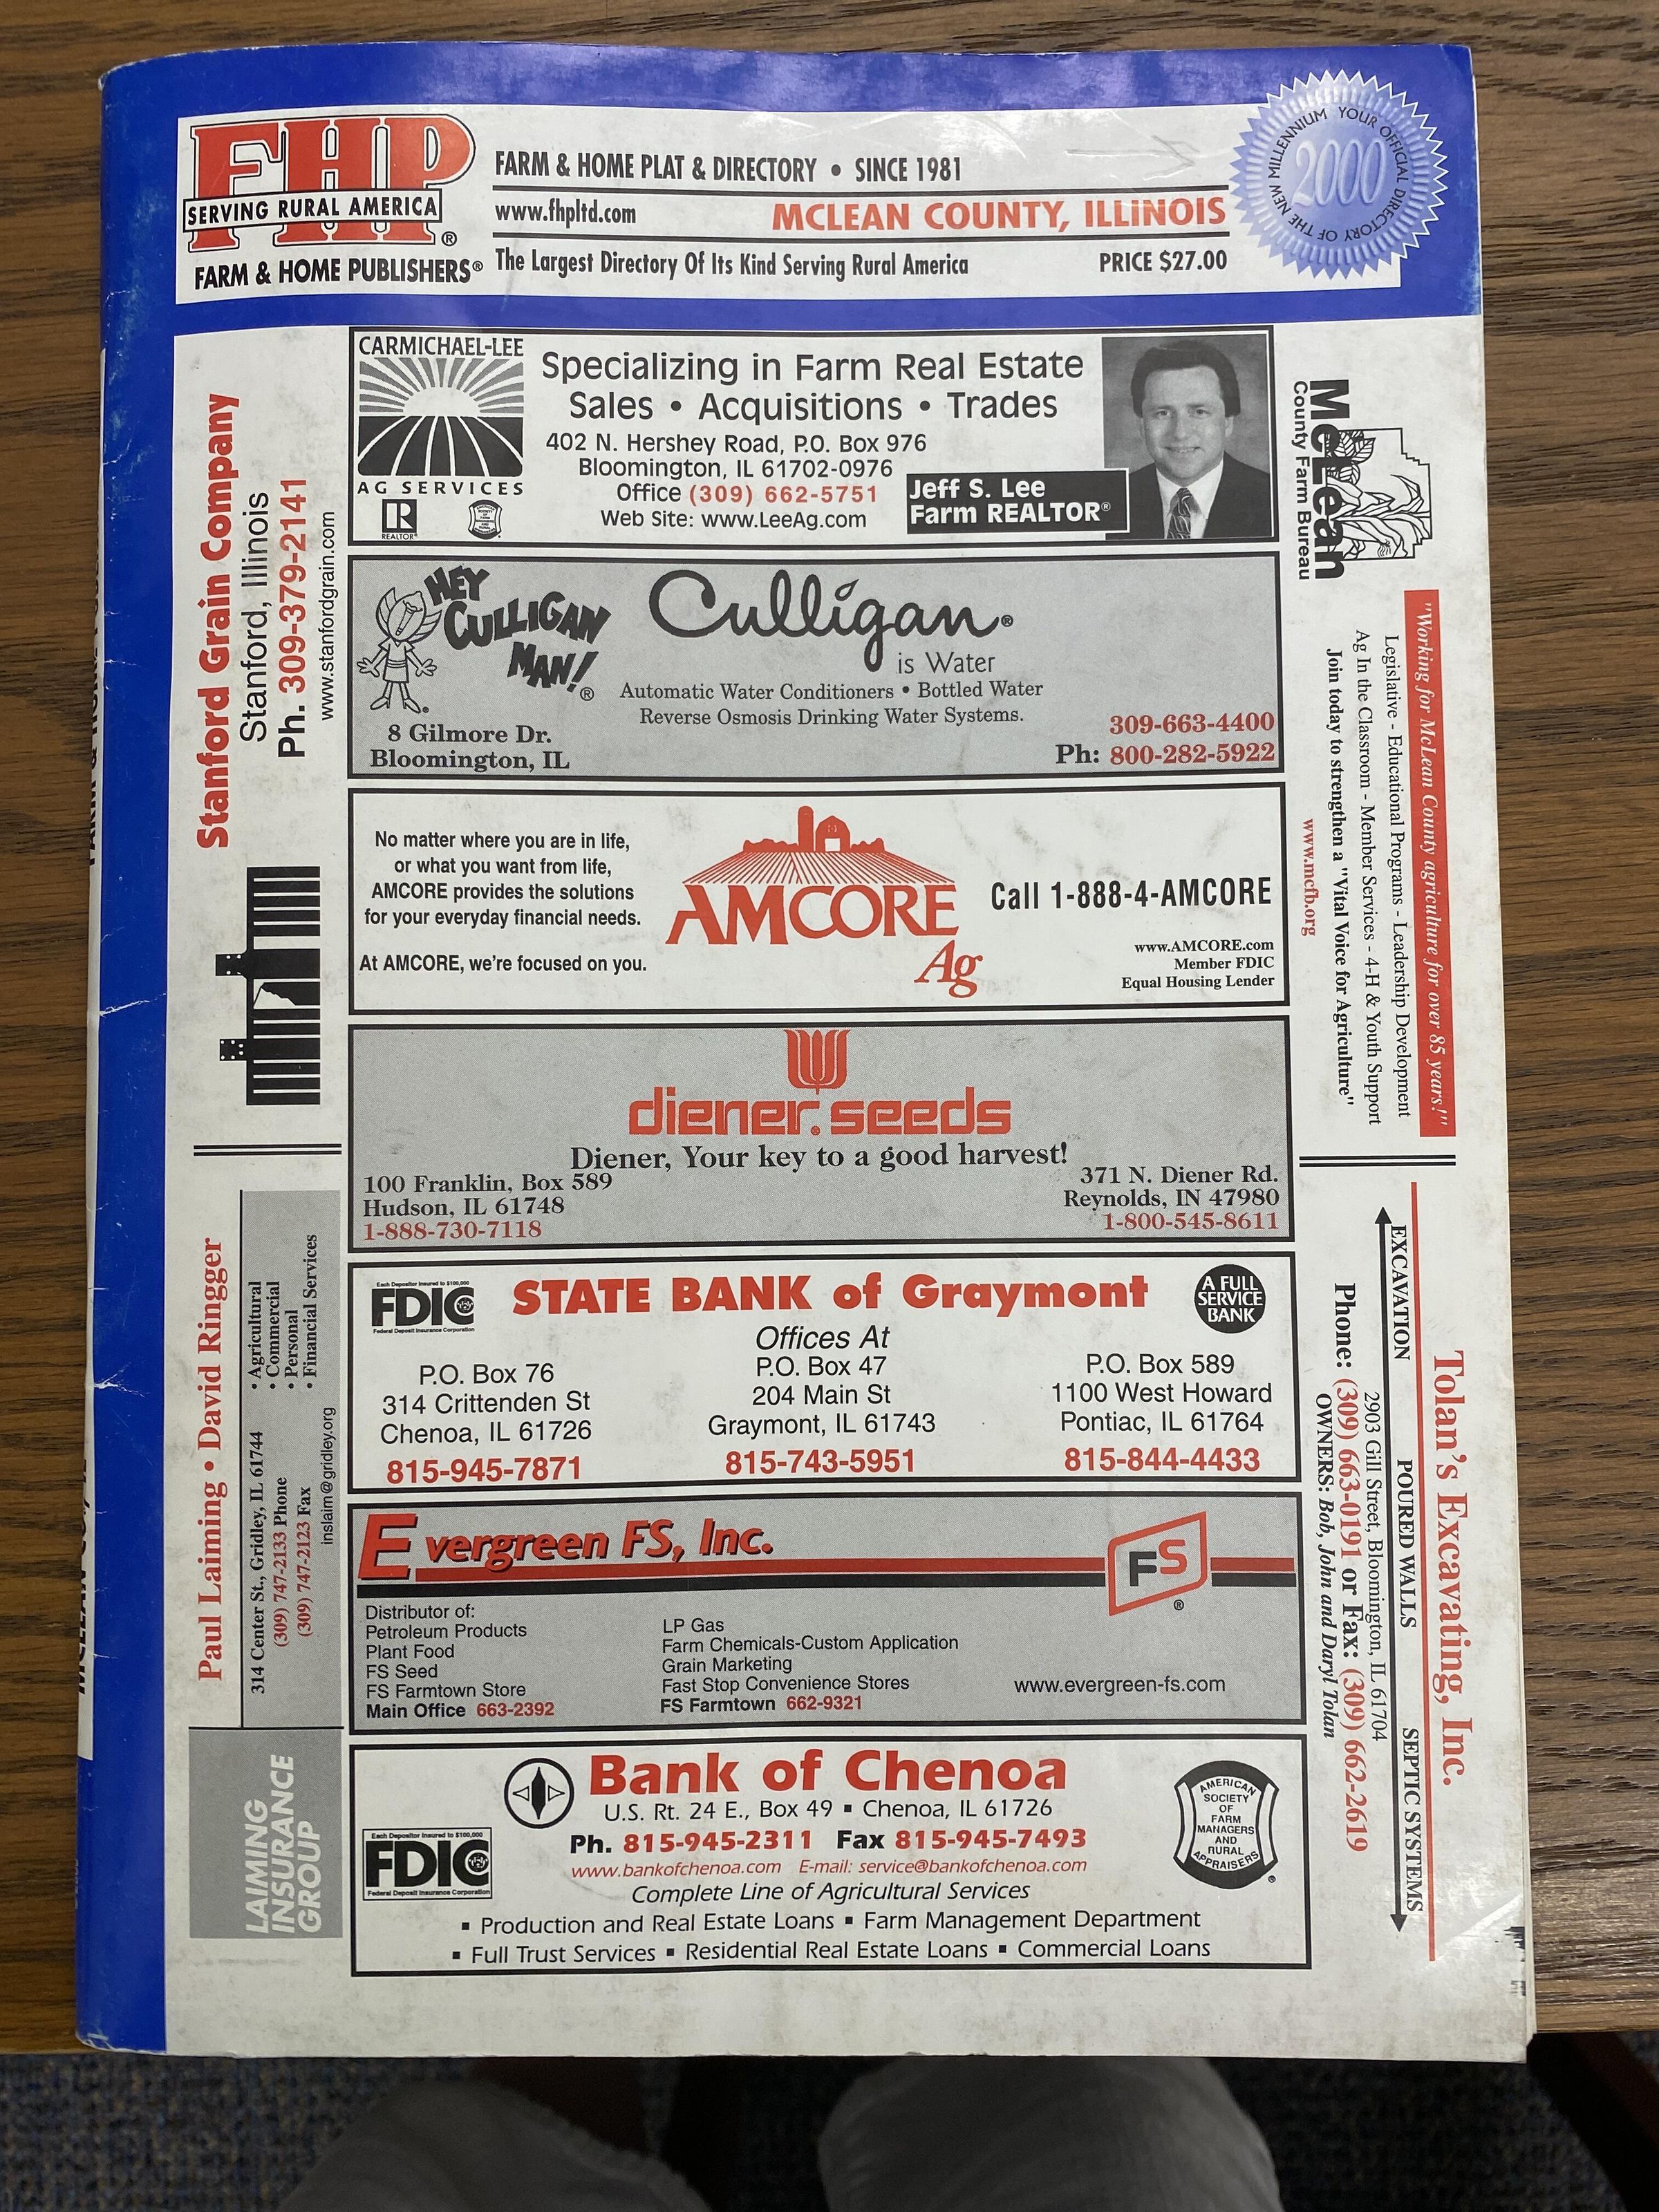 FHP
SERVING RURAL AMERICA
®
FARM & HOME PUBLISHERS®
FARM & HOME PLAT & DIRECTORY • SINCE 1981
www.fhpltd.com
MCLEAN COUNTY, ILLINOIS
The Largest Directory Of Its Kind Serving Rural America
PRICE $27.00
YOUR OFFICIAL DIRECTORY OF THE NEW MILLENNIUM
2000
Stanford Grain Company
Stanford, Illinois
Ph. 309-379-2141
www.stanfordgrain.com
Paul Laiming • David Ringger
314 Center St., Gridley, IL 61744
(309) 747-2133 Phone
(309) 747-2123 Fax
inslaim@gridley.org
• Agricultural
• Commercial
• Personal
• Financial Services
LAIMING
INSURANCE
GROUP
CARMICHAEL-LEE
AG SERVICES
R
REALTOR®
Specializing in Farm Real Estate
Sales • Acquisitions • Trades
402 N. Hershey Road, P.O. Box 976
Bloomington, IL 61702-0976
Office (309) 662-5751
Web Site: www.LeeAg.com
Jeff S. Lee
Farm REALTOR®
HEY
CULLIGAN
MAN!®
Culligan®
is Water
Automatic Water Conditioners • Bottled Water
Reverse Osmosis Drinking Water Systems.
8 Gilmore Dr.
Bloomington, IL
309-663-4400
Ph: 800-282-5922
No matter where you are in life,
or what you want from life,
AMCORE provides the solutions
for your everyday financial needs.
At AMCORE, we're focused on you.
AMCORE
Ag
Call 1-888-4-AMCORE
www.AMCORE.com
Member FDIC
Equal Housing Lender
diener.® seeds
Diener, Your key to a good harvest!
100 Franklin, Box 589
Hudson, IL 61748
1-888-730-7118
371 N. Diener Rd.
Reynolds, IN 47980
1-800-545-8611
Each Depositor Insured to $100,000
FDIC
Federal Deposit Insurance Corporation
STATE BANK of Graymont
A FULL
SERVICE
BANK
Offices At
P.O. Box 76
314 Crittenden St
Chenoa, IL 61726
815-945-7871
P.O. Box 47
204 Main St
Graymont, IL 61743
815-743-5951
P.O. Box 589
1100 West Howard
Pontiac, IL 61764
815-844-4433
Evergreen FS, Inc.
FS
®
Distributor of:
Petroleum Products
Plant Food
FS Seed
FS Farmtown Store
Main Office 663-2392
LP Gas
Farm Chemicals-Custom Application
Grain Marketing
Fast Stop Convenience Stores
FS Farmtown 662-9321
www.evergreen-fs.com
Bank of Chenoa
U.S. Rt. 24 E., Box 49 ▪ Chenoa, IL 61726
Ph. 815-945-2311 Fax 815-945-7493
www.bankofchenoa.com E-mail: service@bankofchenoa.com
Complete Line of Agricultural Services
▪ Production and Real Estate Loans ▪ Farm Management Department
▪ Full Trust Services ▪ Residential Real Estate Loans ▪ Commercial Loans
Each Depositor Insured to $100,000
FDIC
Federal Deposit Insurance Corporation
AMERICAN
SOCIETY
OF
FARM
MANAGERS
AND
RURAL
APPRAISERS
®
McLean
County Farm Bureau
"Working for McLean County agriculture for over 85 years!"
Legislative - Educational Programs - Leadership Development
Ag In the Classroom - Member Services - 4-H & Youth Support
Join today to strengthen a "Vital Voice for Agriculture"
www.mcfb.org
Tolan's Excavating, Inc.
EXCAVATION POURED WALLS SEPTIC SYSTEMS
2903 Gill Street, Bloomington, IL 61704
Phone: (309) 663-0191 or Fax: (309) 662-2619
OWNERS: Bob, John and Daryl Tolan